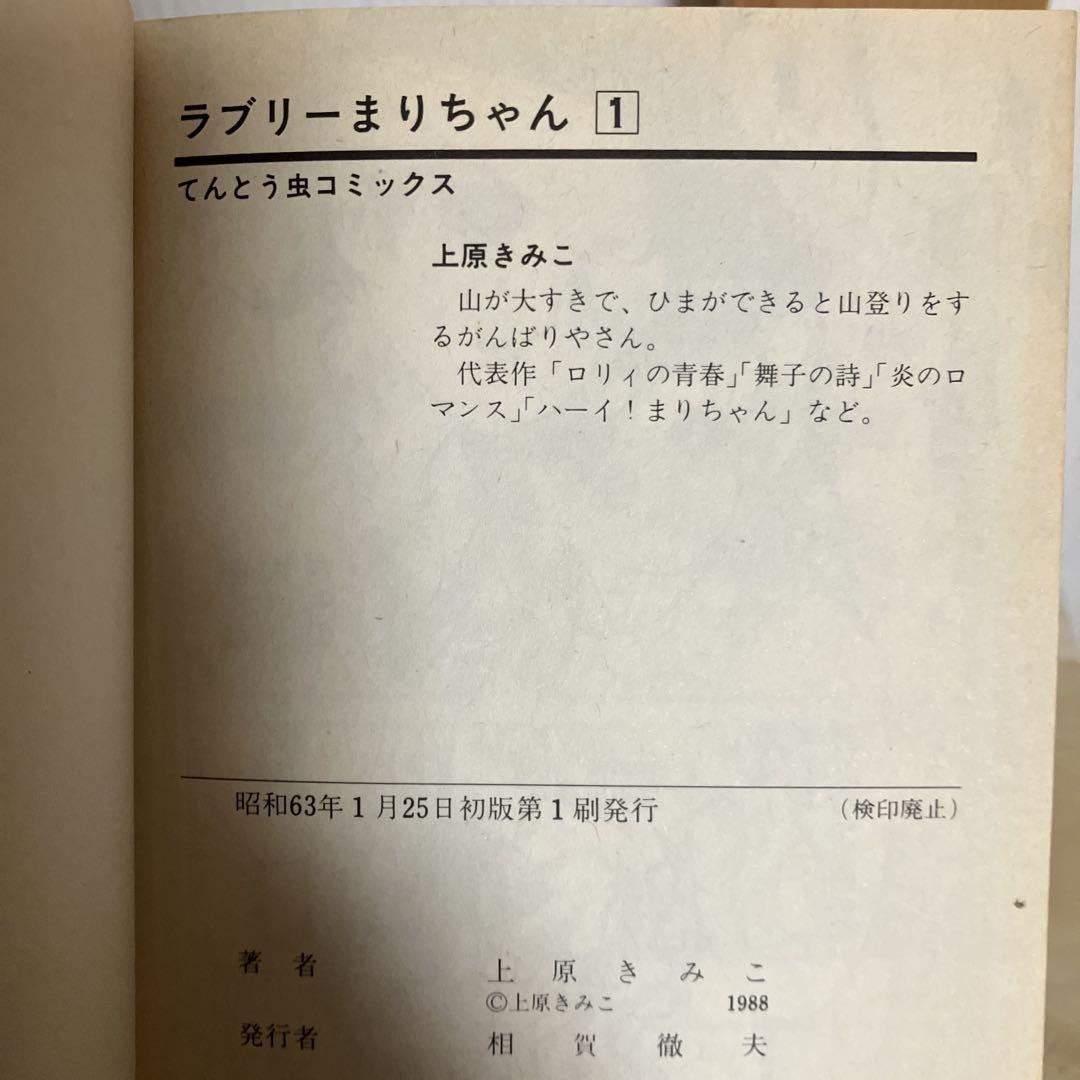 ラブリーまりちゃん 1
てんとう虫コミックス
上原きみこ
山が大すきで、ひまができると山登りをす
るがんばりやさん。
代表作「ロリィの青春」「舞子の詩」「炎のロ
マンス」「ハーイ！まりちゃん」など。
昭和63年1月25日初版第1刷発行 （検印廃止）
著者 上原きみこ
©上原きみこ 1988
発行者 相賀徹夫